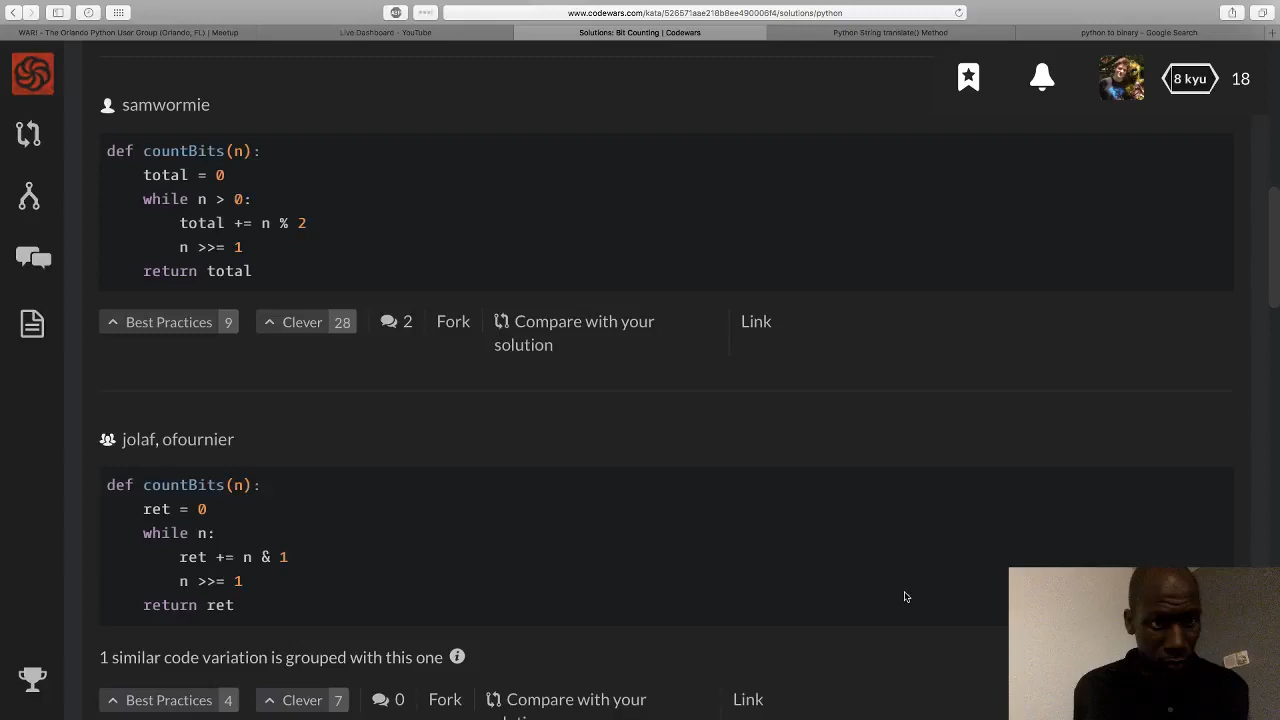 www.codewars.com/kata/526571aae218b8ee490006f4/solutions/python
WAR! - The Orlando Python User Group (Orlando, FL) | Meetup
Live Dashboard - YouTube
Solutions: Bit Counting | Codewars
Python String translate() Method
python to binary - Google Search
8 kyu 18
samwormie
def countBits(n):
    total = 0
    while n > 0:
        total += n % 2
        n >>= 1
    return total
Best Practices 9 Clever 28 2 Fork Compare with your Link
solution
jolaf, ofournier
def countBits(n):
    ret = 0
    while n:
        ret += n & 1
        n >>= 1
    return ret
1 similar code variation is grouped with this one
Best Practices 4 Clever 7 0 Fork Compare with your Link